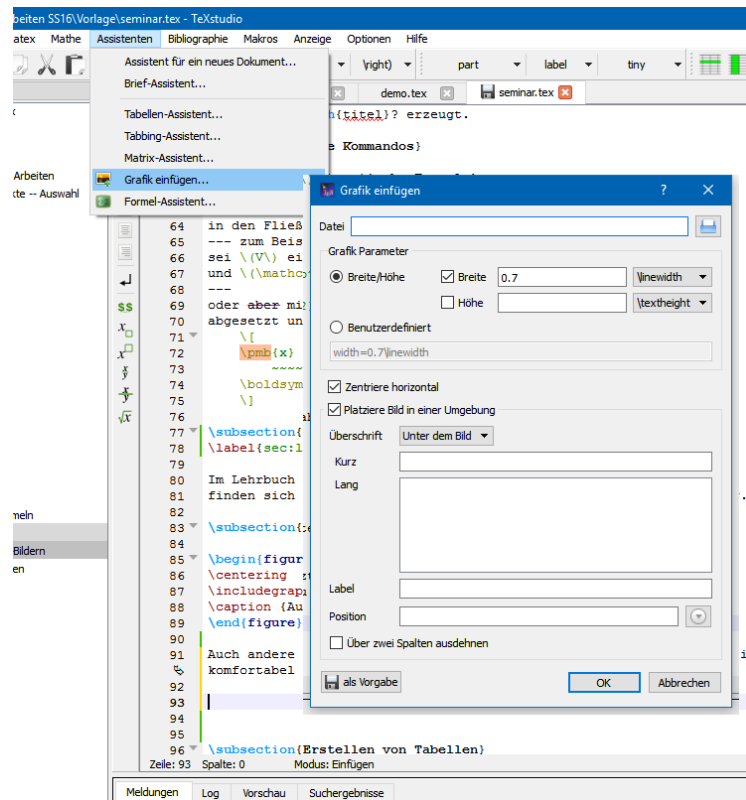 beiten SS16\Vorlage\seminar.tex - TeXstudio
atex Mathe Assistenten Bibliographie Makros Anzeige Optionen Hilfe
\right) part label tiny
Assistent für ein neues Dokument...
Brief-Assistent...
Tabellen-Assistent...
Tabbing-Assistent...
Matrix-Assistent...
Grafik einfügen...
Formel-Assistent...
demo.tex seminar.tex
{titel}? erzeugt.
e Kommandos}
Arbeiten
kte -- Auswahl
meln
Bildern
en
64 in den Fließ
65 --- zum Beis
66 sei \(V\) ei
67 und \(\mathc
68 ---
69 oder aber mi
70 abgesetzt un
71 \[
72 \pmb{x}
73 ~~~~
74 \boldsym
75 \]
76
77 \subsection{
78 \label{sec:l
79
80 Im Lehrbuch
81 finden sich
82
83 \subsection{
84
85 \begin{figur
86 \centering
87 \includegrap
88 \caption {Au
89 \end{figure}
90
91 Auch andere
komfortabel
92
93
94
95
96 \subsection{Erstellen von Tabellen}
Grafik einfügen ? ×
Datei
Grafik Parameter
Breite/Höhe Breite 0.7 \linewidth
Höhe \textheight
Benutzerdefiniert
width=0.7\linewidth
Zentriere horizontal
Platziere Bild in einer Umgebung
Überschrift Unter dem Bild
Kurz
Lang
Label
Position
Über zwei Spalten ausdehnen
als Vorgabe OK Abbrechen
Zeile: 93 Spalte: 0 Modus: Einfügen
Meldungen Log Vorschau Suchergebnisse